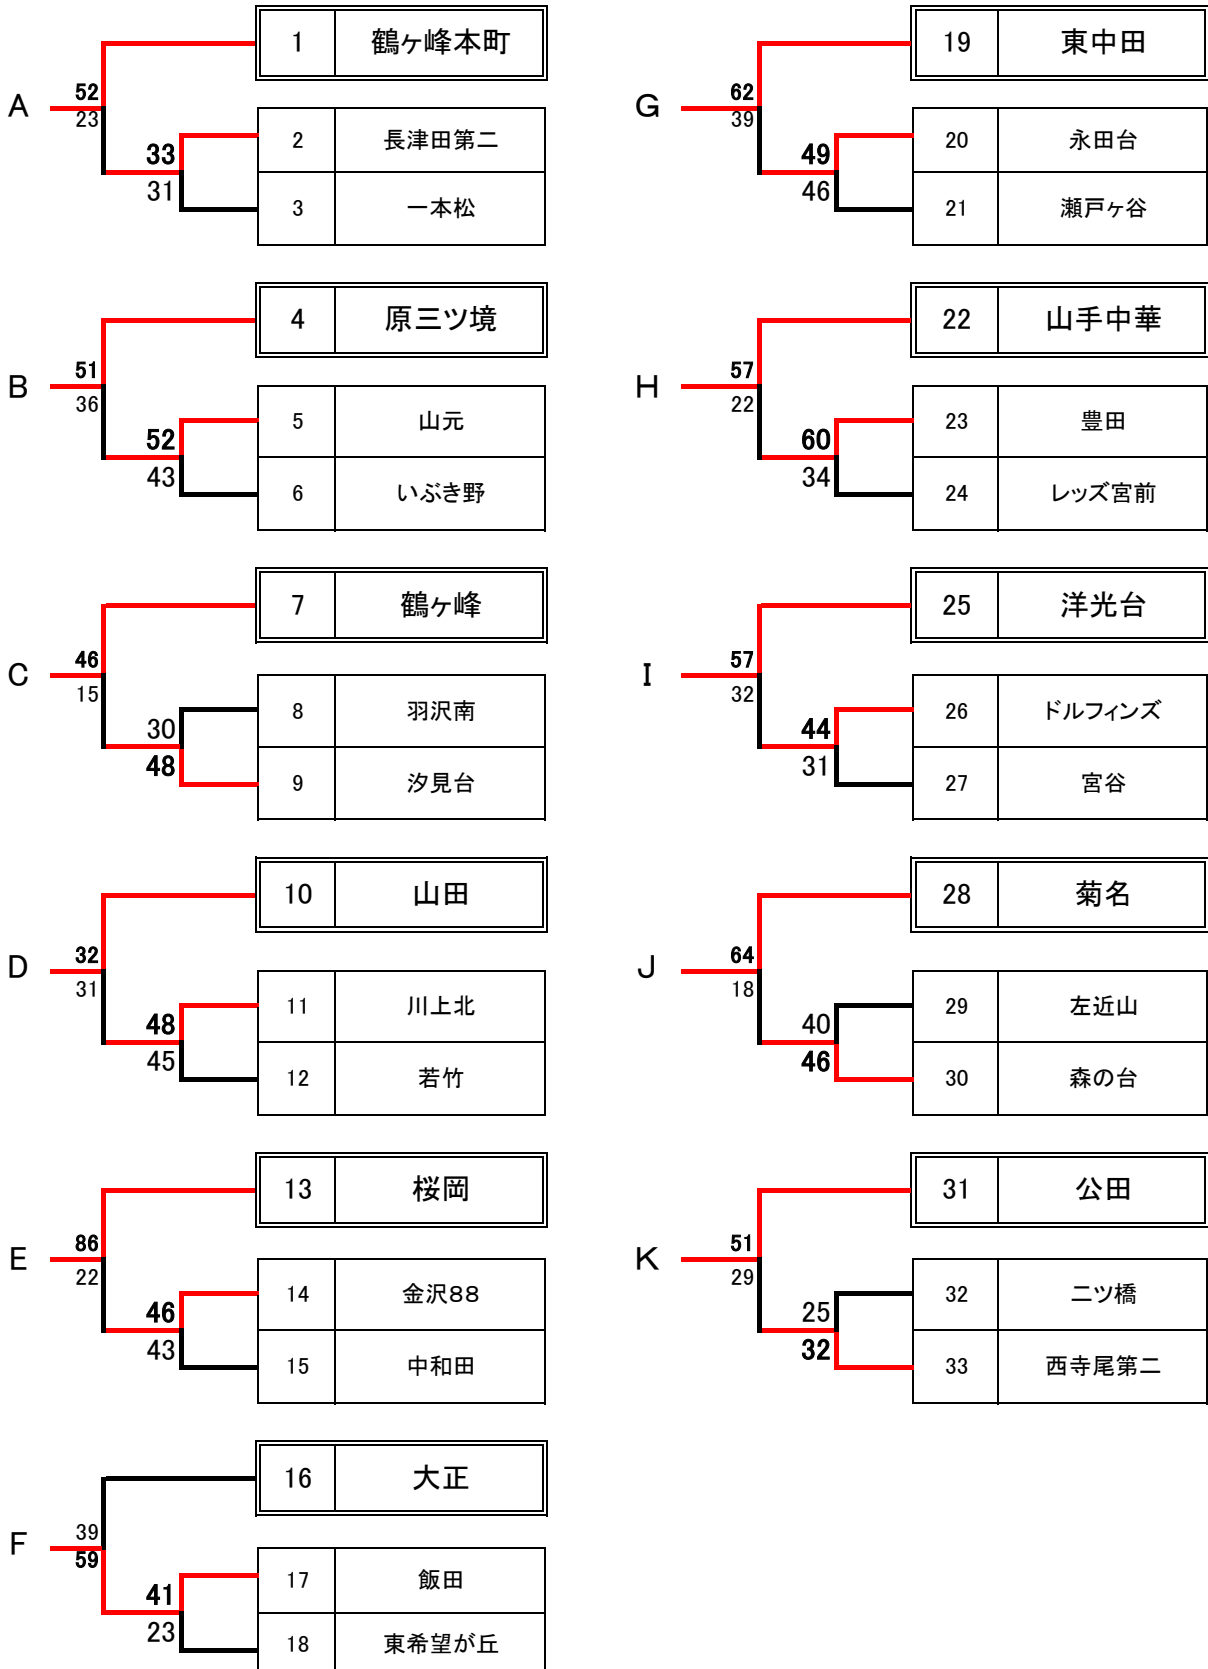 1 鶴ヶ峰本町
A 52
23
2 長津田第二
33
31
3 一本松
4 原三ツ境
B 51
36
5 山元
52
43
6 いぶき野
7 鶴ヶ峰
C 46
15
8 羽沢南
30
48
9 汐見台
10 山田
D 32
31
11 川上北
48
45
12 若竹
13 桜岡
E 86
22
14 金沢88
46
43
15 中和田
16 大正
F 39
59
17 飯田
41
23
18 東希望が丘
19 東中田
G 62
39
20 永田台
49
46
21 瀬戸ヶ谷
22 山手中華
H 57
22
23 豊田
60
34
24 レッズ宮前
25 洋光台
I 57
32
26 ドルフィンズ
44
31
27 宮谷
28 菊名
J 64
18
29 左近山
40
46
30 森の台
31 公田
K 51
29
32 二ツ橋
25
32
33 西寺尾第二